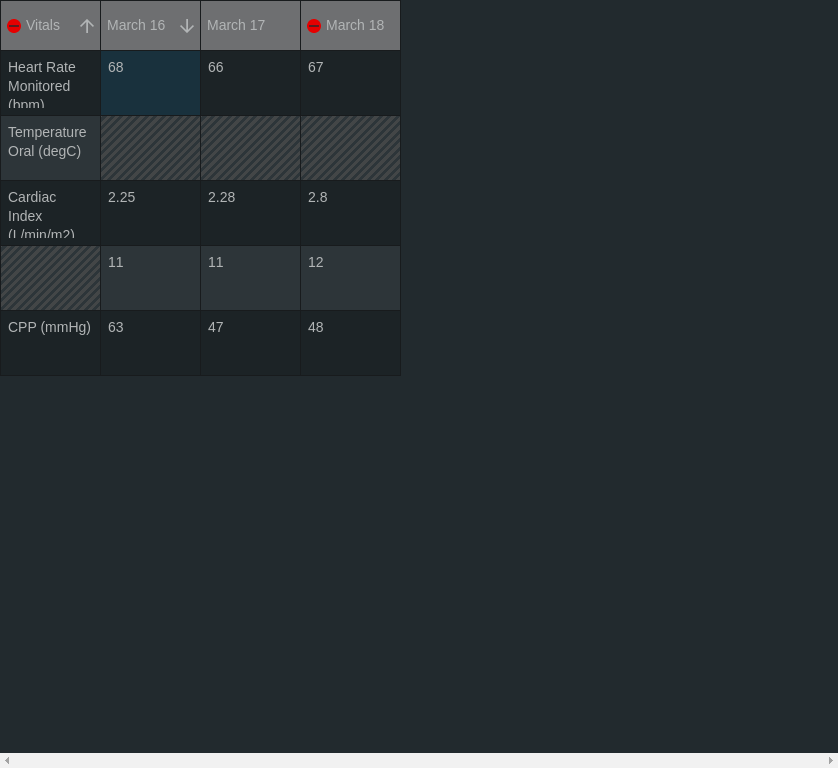 Vitals March 16 March 17 March 18
Heart Rate 68 66 67
Monitored
(bpm)
Temperature
Oral (degC)
Cardiac 2.25 2.28 2.8
Index
(L/min/m2)
11 11 12
CPP (mmHg) 63 47 48